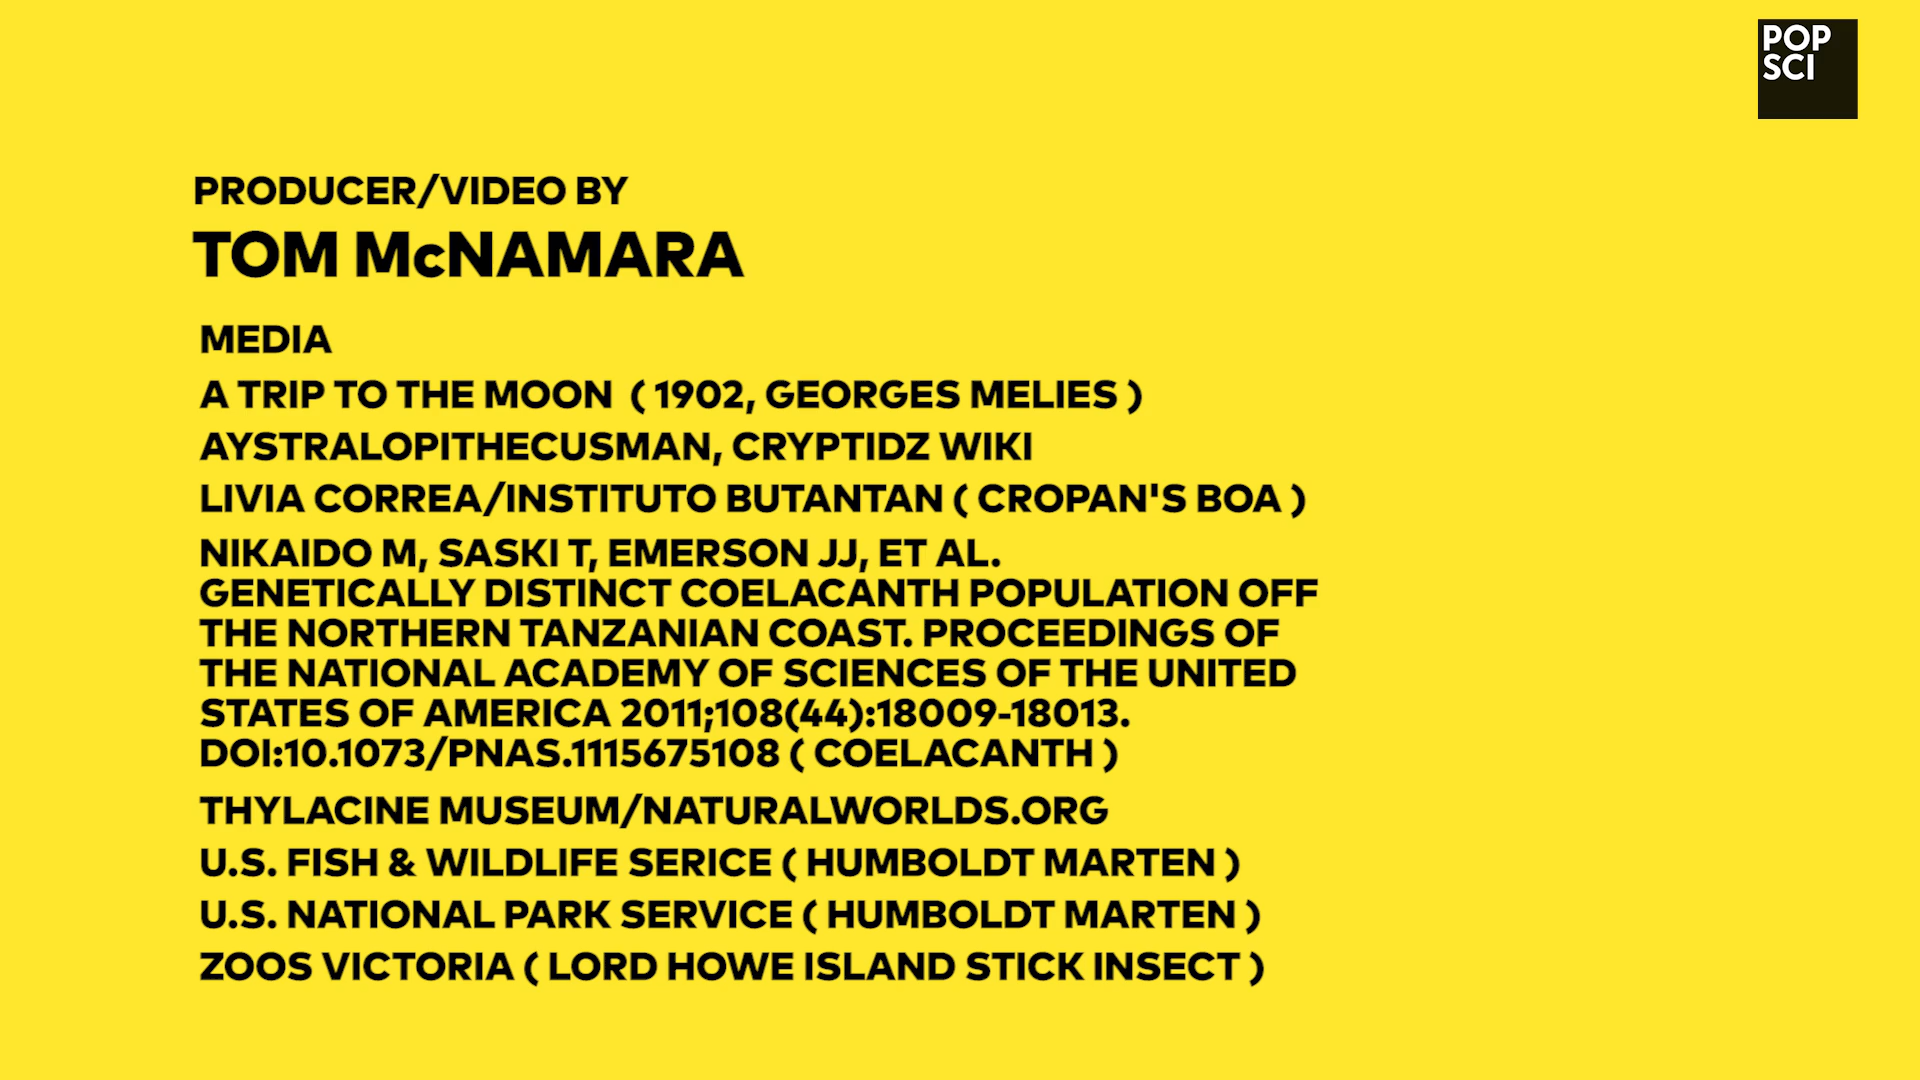 POP
SCI
PRODUCER/VIDEO BY
TOM McNAMARA
MEDIA
A TRIP TO THE MOON ( 1902, GEORGES MELIES )
AYSTRALOPITHECUSMAN, CRYPTIDZ WIKI
LIVIA CORREA/INSTITUTO BUTANTAN ( CROPAN'S BOA )
NIKAIDO M, SASKI T, EMERSON JJ, ET AL.
GENETICALLY DISTINCT COELACANTH POPULATION OFF
THE NORTHERN TANZANIAN COAST. PROCEEDINGS OF
THE NATIONAL ACADEMY OF SCIENCES OF THE UNITED
STATES OF AMERICA 2011;108(44):18009-18013.
DOI:10.1073/PNAS.1115675108 ( COELACANTH )
THYLACINE MUSEUM/NATURALWORLDS.ORG
U.S. FISH & WILDLIFE SERICE ( HUMBOLDT MARTEN )
U.S. NATIONAL PARK SERVICE ( HUMBOLDT MARTEN )
ZOOS VICTORIA ( LORD HOWE ISLAND STICK INSECT )